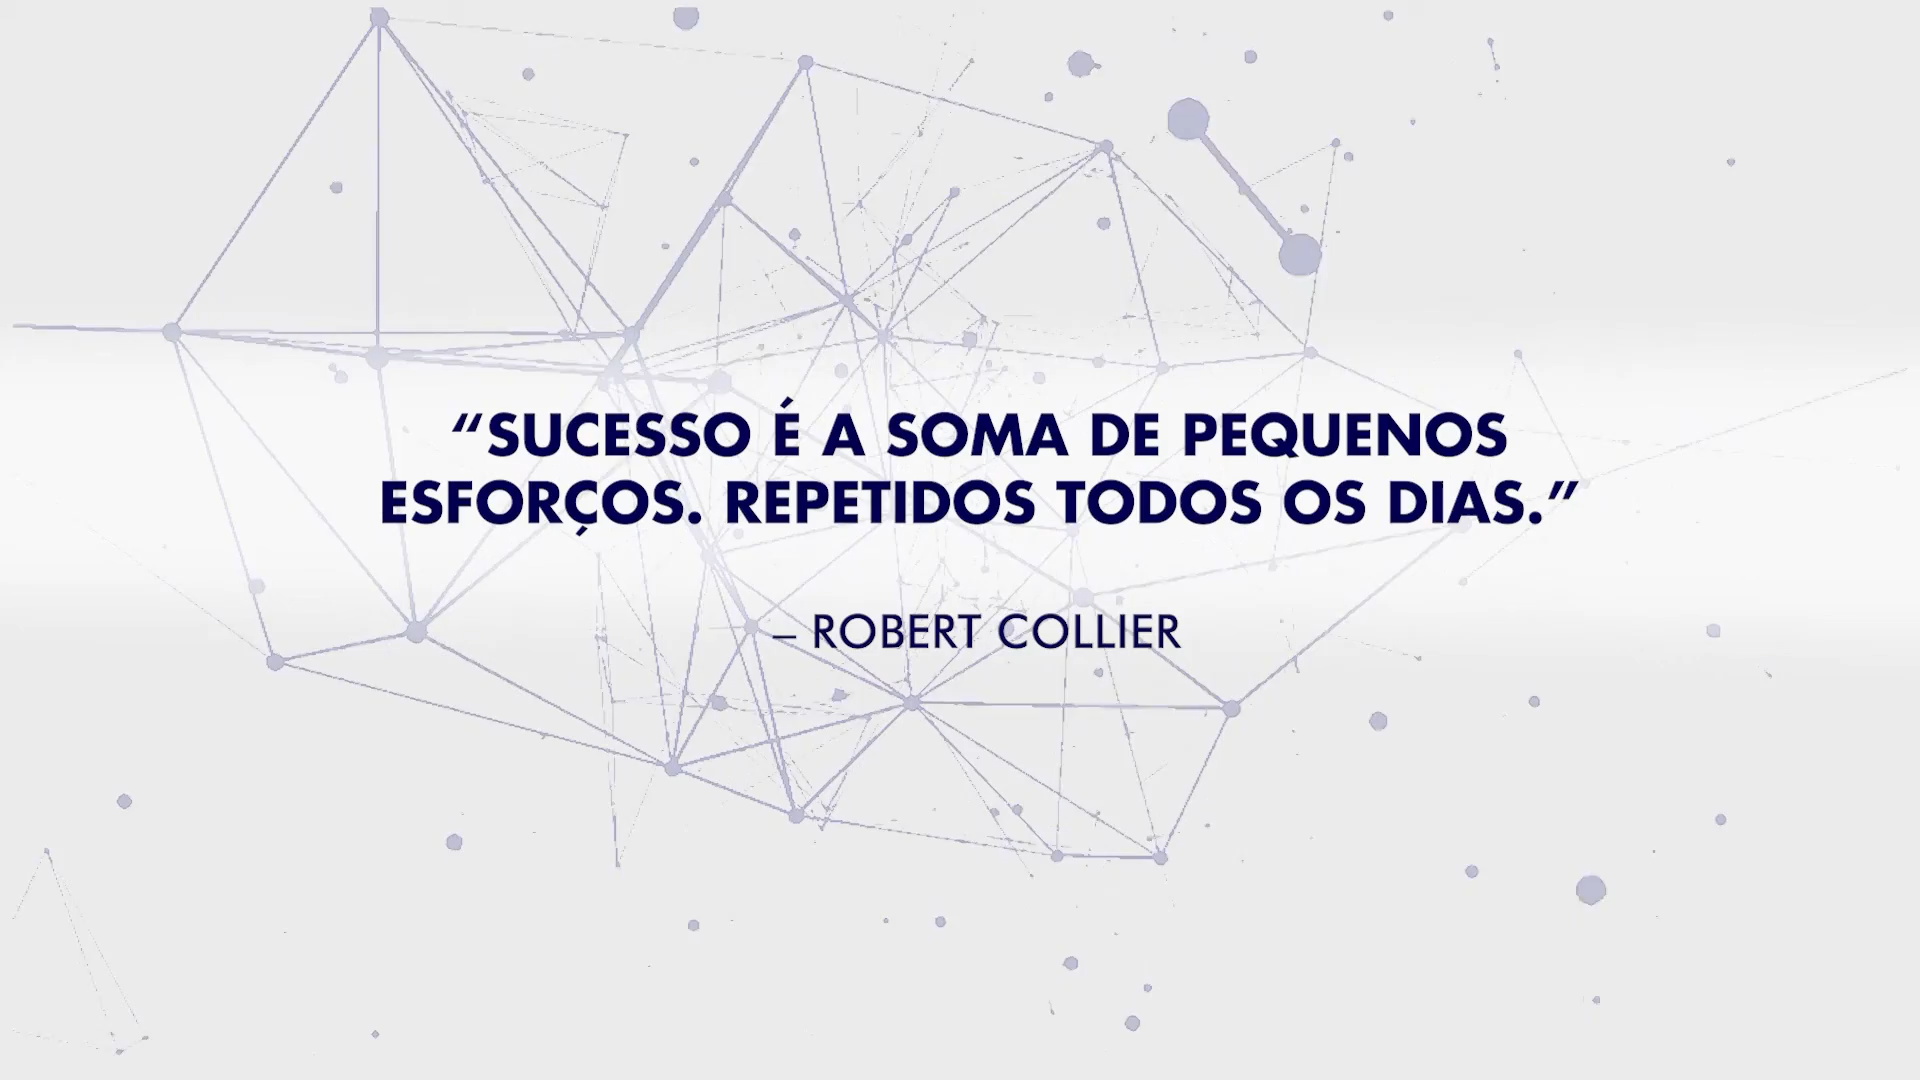 “SUCESSO É A SOMA DE PEQUENOS
ESFORÇOS. REPETIDOS TODOS OS DIAS.”
– ROBERT COLLIER